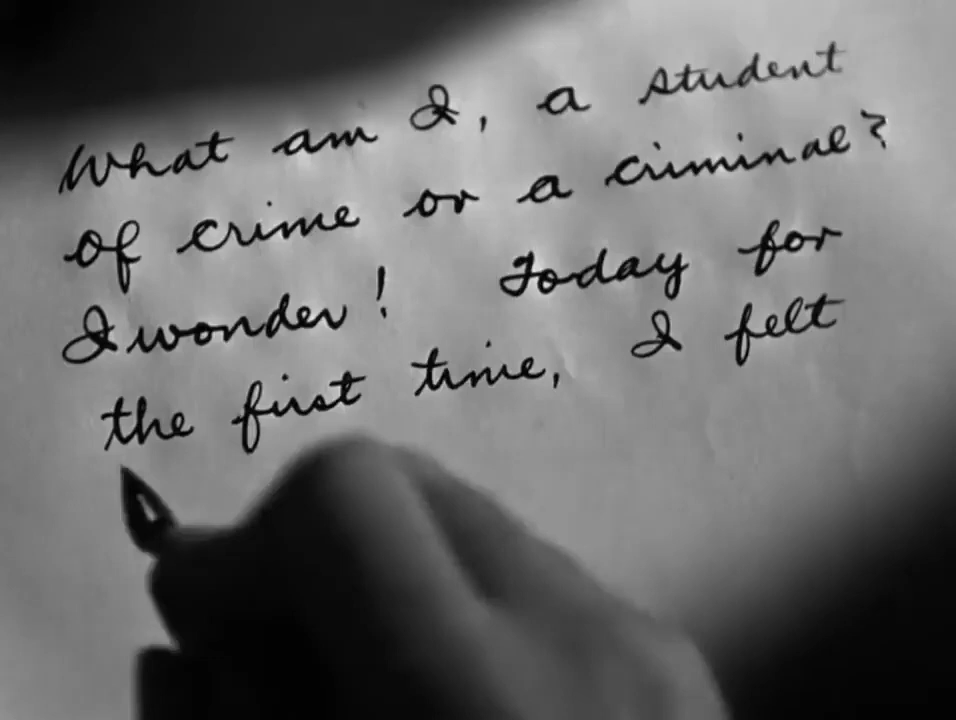 What am I, a student
of crime or a criminal?
I wonder! Today for
the first time, I felt